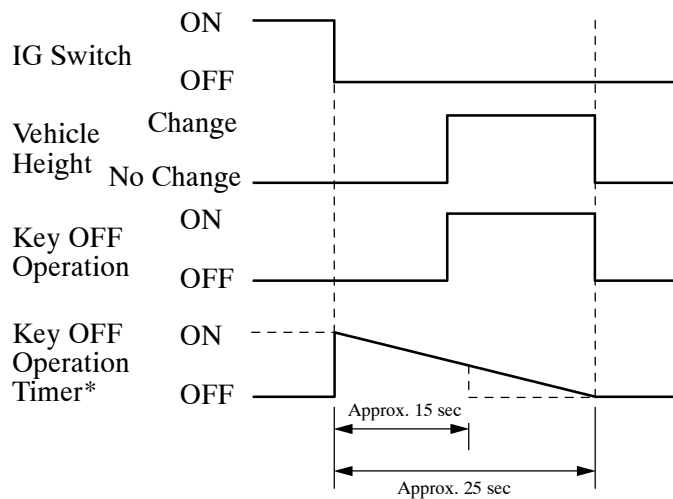 IG Switch
ON
OFF
Vehicle
Height
Change
No Change
Key OFF
Operation
ON
OFF
Key OFF
Operation
Timer*
ON
OFF
Approx. 15 sec
Approx. 25 sec